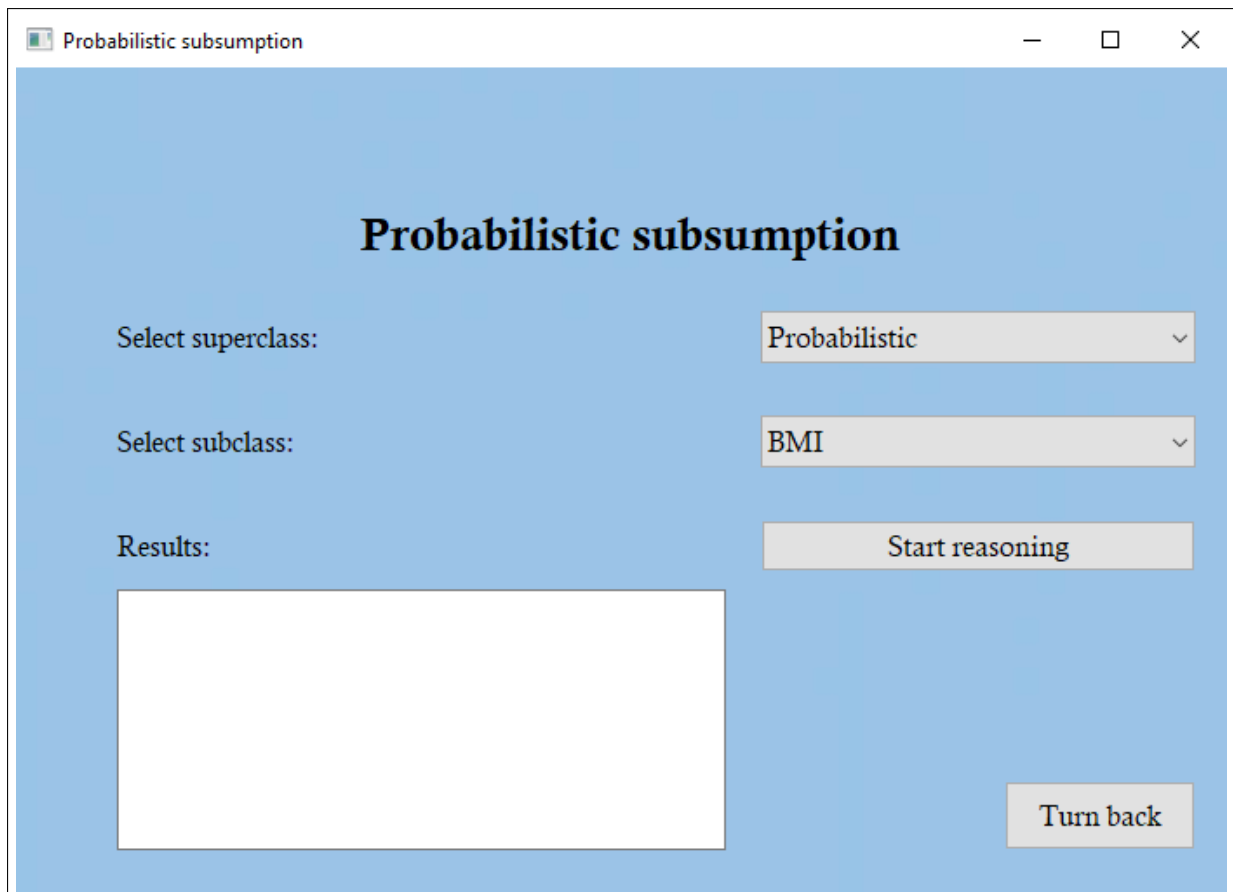 Probabilistic subsumption
Probabilistic subsumption
Select superclass:
Probabilistic
Select subclass:
BMI
Results:
Start reasoning
Turn back